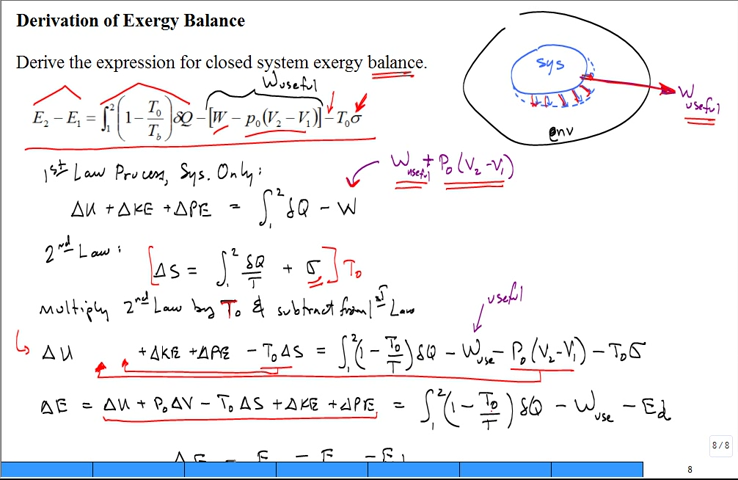 Derivation of Exergy Balance
Derive the expression for closed system exergy balance.
W useful
E₂ − E₁ = ∫₁² (1 − T₀/T_b) δQ − [W − p₀(V₂ − V₁)] − T₀σ
sys
env
W useful
1st Law Process, Sys. Only:
W useful + P₀(V₂−V₁)
ΔU + ΔKE + ΔPE = ∫₁² δQ − W
2nd Law:
[ΔS = ∫₁² δQ/T + σ] T₀
Multiply 2nd Law by T₀ & subtract from 1st Law
useful
ΔU + ΔKE + ΔPE − T₀ΔS = ∫₁² (1 − T₀/T) δQ − W_use − P₀(V₂−V₁) − T₀σ
ΔE = ΔU + P₀ΔV − T₀ΔS + ΔKE + ΔPE = ∫₁² (1 − T₀/T) δQ − W_use − E_d
8 / 8
8